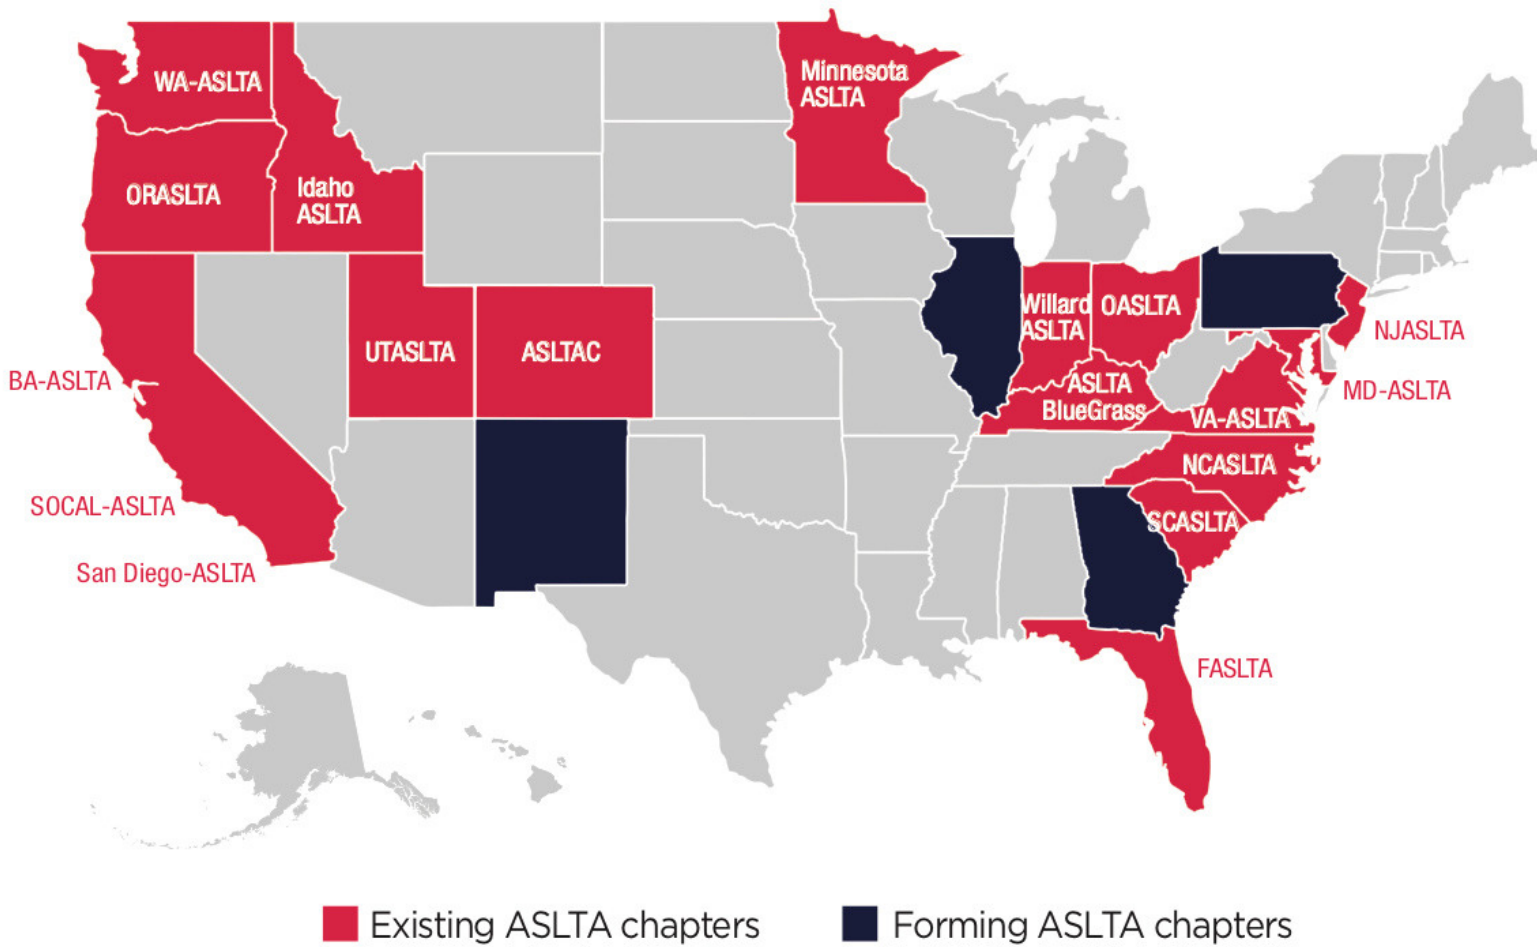 WA-ASLTA
Minnesota
ASLTA
ORASLTA
Idaho
ASLTA
UTASLTA
ASLTAC
Willard
ASLTA
OASLTA
NJASLTA
BA-ASLTA
ASLTA
BlueGrass
MD-ASLTA
VA-ASLTA
NCASLTA
SOCAL-ASLTA
SCASLTA
San Diego-ASLTA
FASLTA
Existing ASLTA chapters
Forming ASLTA chapters